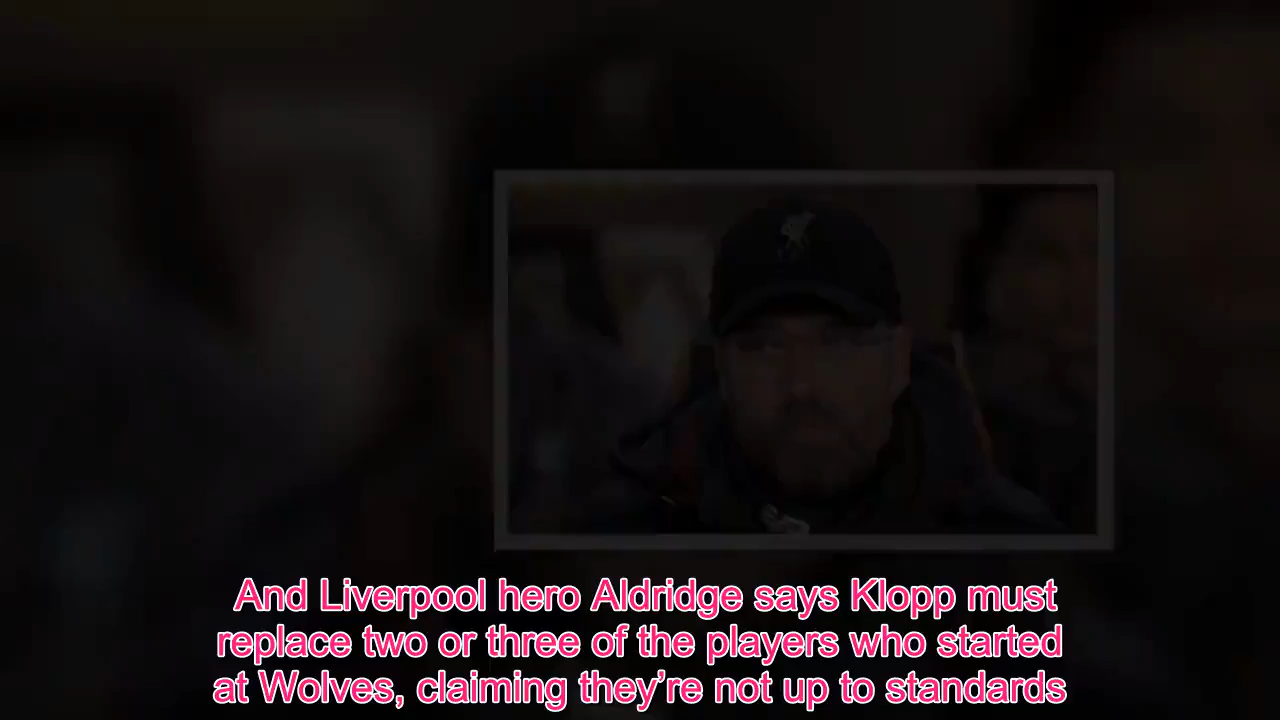 And Liverpool hero Aldridge says Klopp must
replace two or three of the players who started
at Wolves, claiming they’re not up to standards